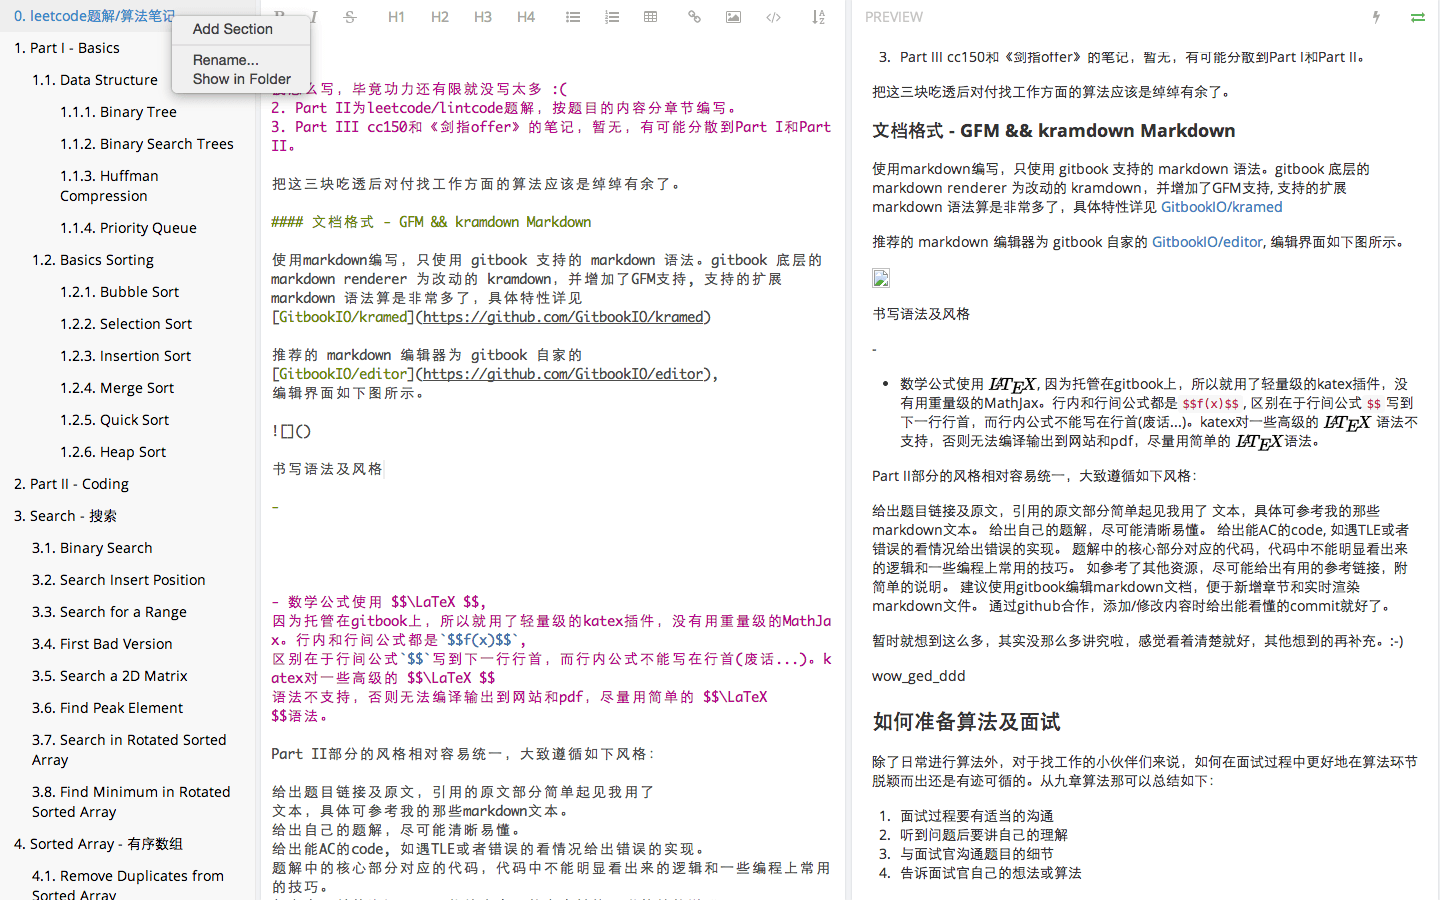 0. leetcode题解/算法笔记
1. Part I - Basics
1.1. Data Structure
1.1.1. Binary Tree
1.1.2. Binary Search Trees
1.1.3. Huffman
Compression
1.1.4. Priority Queue
1.2. Basics Sorting
1.2.1. Bubble Sort
1.2.2. Selection Sort
1.2.3. Insertion Sort
1.2.4. Merge Sort
1.2.5. Quick Sort
1.2.6. Heap Sort
2. Part II - Coding
3. Search - 搜索
3.1. Binary Search
3.2. Search Insert Position
3.3. Search for a Range
3.4. First Bad Version
3.5. Search a 2D Matrix
3.6. Find Peak Element
3.7. Search in Rotated Sorted
Array
3.8. Find Minimum in Rotated
Sorted Array
4. Sorted Array - 有序数组
4.1. Remove Duplicates from
Sorted Array
Add Section
Rename...
Show in Folder
B I S H1 H2 H3 H4
么写，毕竟功力还有限就没写太多 :(
2. Part II为leetcode/lintcode题解，按题目的内容分章节编写。
3. Part III cc150和《剑指offer》的笔记，暂无，有可能分散到Part I和Part
II。
把这三块吃透后对付找工作方面的算法应该是绰绰有余了。
#### 文档格式 - GFM && kramdown Markdown
使用markdown编写，只使用 gitbook 支持的 markdown 语法。gitbook 底层的
markdown renderer 为改动的 kramdown，并增加了GFM支持, 支持的扩展
markdown 语法算是非常多了，具体特性详见
[GitbookIO/kramed](https://github.com/GitbookIO/kramed)
推荐的 markdown 编辑器为 gitbook 自家的
[GitbookIO/editor](https://github.com/GitbookIO/editor),
编辑界面如下图所示。
![]()
书写语法及风格
-
- 数学公式使用 $$\LaTeX $$,
因为托管在gitbook上，所以就用了轻量级的katex插件，没有用重量级的MathJa
x。行内和行间公式都是`$$f(x)$$`,
区别在于行间公式`$$`写到下一行行首，而行内公式不能写在行首(废话...)。k
atex对一些高级的 $$\LaTeX $$
语法不支持，否则无法编译输出到网站和pdf，尽量用简单的 $$\LaTeX
$$语法。
Part II部分的风格相对容易统一，大致遵循如下风格：
给出题目链接及原文，引用的原文部分简单起见我用了
文本，具体可参考我的那些markdown文本。
给出自己的题解，尽可能清晰易懂。
给出能AC的code, 如遇TLE或者错误的看情况给出错误的实现。
题解中的核心部分对应的代码，代码中不能明显看出来的逻辑和一些编程上常用
的技巧。
PREVIEW
3. Part III cc150和《剑指offer》的笔记，暂无，有可能分散到Part I和Part II。
把这三块吃透后对付找工作方面的算法应该是绰绰有余了。
文档格式 - GFM && kramdown Markdown
使用markdown编写，只使用 gitbook 支持的 markdown 语法。gitbook 底层的
markdown renderer 为改动的 kramdown，并增加了GFM支持, 支持的扩展
markdown 语法算是非常多了，具体特性详见 GitbookIO/kramed
推荐的 markdown 编辑器为 gitbook 自家的 GitbookIO/editor, 编辑界面如下图所示。
书写语法及风格
-
• 数学公式使用 LATEX, 因为托管在gitbook上，所以就用了轻量级的katex插件，没
有用重量级的MathJax。行内和行间公式都是 $$f(x)$$ , 区别在于行间公式 $$ 写到
下一行行首，而行内公式不能写在行首(废话...)。katex对一些高级的 LATEX 语法不
支持，否则无法编译输出到网站和pdf，尽量用简单的 LATEX语法。
Part II部分的风格相对容易统一，大致遵循如下风格：
给出题目链接及原文，引用的原文部分简单起见我用了 文本，具体可参考我的那些
markdown文本。 给出自己的题解，尽可能清晰易懂。 给出能AC的code, 如遇TLE或者
错误的看情况给出错误的实现。 题解中的核心部分对应的代码，代码中不能明显看出来
的逻辑和一些编程上常用的技巧。 如参考了其他资源，尽可能给出有用的参考链接，附
简单的说明。 建议使用gitbook编辑markdown文档，便于新增章节和实时渲染
markdown文件。 通过github合作，添加/修改内容时给出能看懂的commit就好了。
暂时就想到这么多，其实没那么多讲究啦，感觉看着清楚就好，其他想到的再补充。:-)
wow_ged_ddd
如何准备算法及面试
除了日常进行算法外，对于找工作的小伙伴们来说，如何在面试过程中更好地在算法环节
脱颖而出还是有迹可循的。从九章算法那可以总结如下：
1. 面试过程要有适当的沟通
2. 听到问题后要讲自己的理解
3. 与面试官沟通题目的细节
4. 告诉面试官自己的想法或算法